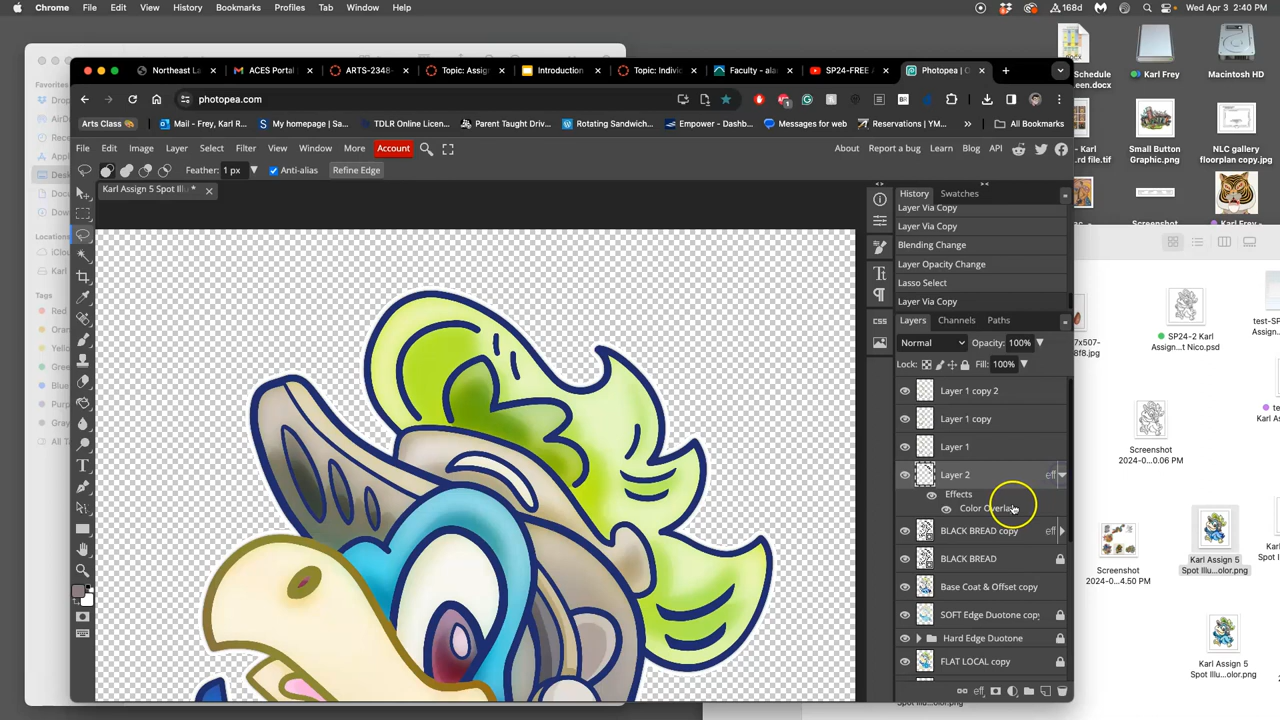 Chrome File Edit View History Bookmarks Profiles Tab Window Help 168d Wed Apr 3 2:40 PM
Favorites
Locations
Tags
Northeast La ACES Portal ARTS-2348- Topic: Assig Introduction Topic: Indivi Faculty - ala SP24-FREE Photopea | O
photopea.com
Arts Class Mail - Frey, Karl R... My homepage | Sa... TDLR Online Licen... Parent Taught Driv... Rotating Sandwich... Empower - Dashb... Messages for web Reservations | YM... » All Bookmarks
File Edit Image Layer Select Filter View Window More Account About Report a bug Learn Blog API
Feather: 1 px Anti-alias Refine Edge
Karl Assign 5 Spot Illu *
History Swatches
Layer Via Copy
Layer Via Copy
Blending Change
Layer Opacity Change
Lasso Select
Layer Via Copy
CSS
Layers Channels Paths
Normal Opacity: 100%
Lock: Fill: 100%
Layer 1 copy 2
Layer 1 copy
Layer 1
Layer 2 eff
Effects
Color Overlay
BLACK BREAD copy eff
BLACK BREAD
Base Coat & Offset copy
SOFT Edge Duotone cop
Hard Edge Duotone
FLAT LOCAL copy
eff
Karl Frey
Macintosh HD
Small Button Graphic.png
NLC gallery floorplan copy.jpg
SP24-2 Karl
Assign... t Nico.psd
Screenshot
2024-0...0.06 PM
Screenshot
2024-0...4.50 PM
Karl Assign 5
Spot Illu...olor.png
Karl Assign 5
Spot Illu...olor.png